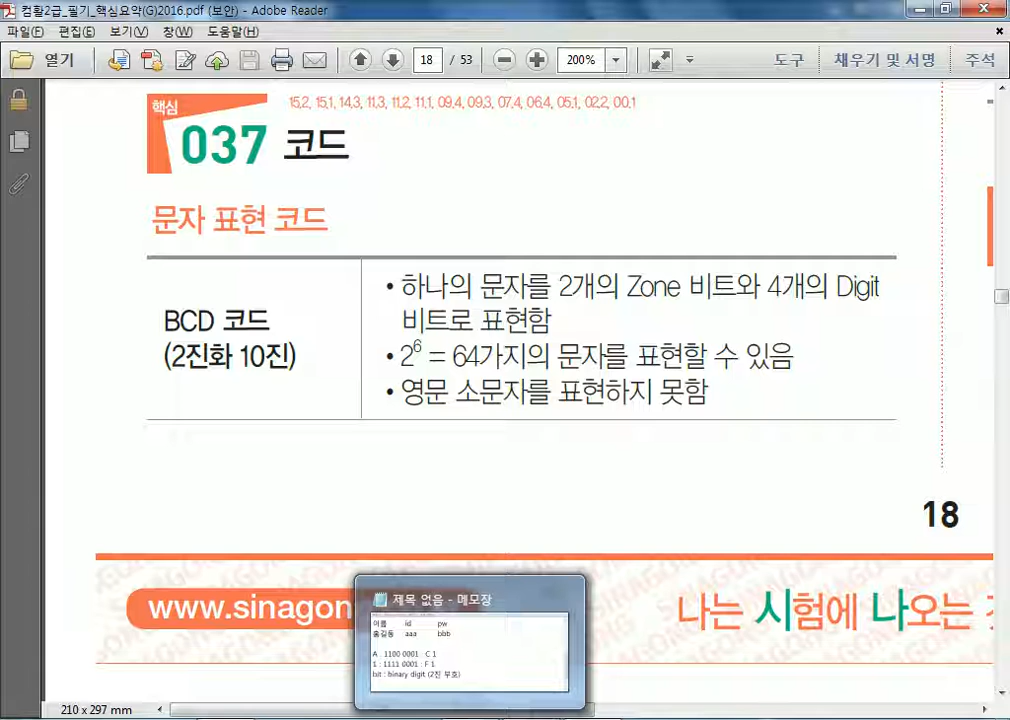 컴활2급_필기_핵심요약(G)2016.pdf (보안) - Adobe Reader
파일(F) 편집(E) 보기(V) 창(W) 도움말(H)
열기 18 / 53 200% 도구 채우기 및 서명 주석
핵심
15.2, 15.1, 14.3, 11.3, 11.2, 11.1, 09.4, 09.3, 07.4, 06.4, 05.1, 02.2, 00.1
037 코드
문자 표현 코드
BCD 코드
(2진화 10진)
• 하나의 문자를 2개의 Zone 비트와 4개의 Digit
비트로 표현함
• 2⁶ = 64가지의 문자를 표현할 수 있음
• 영문 소문자를 표현하지 못함
18
www.sinagon
나는 시험에 나오는
제목 없음 - 메모장
이름 id pw
홍길동 aaa bbb
A : 1100 0001 : C 1
1 : 1111 0001 : F 1
bit : binary digit (2진 부호)
210 x 297 mm